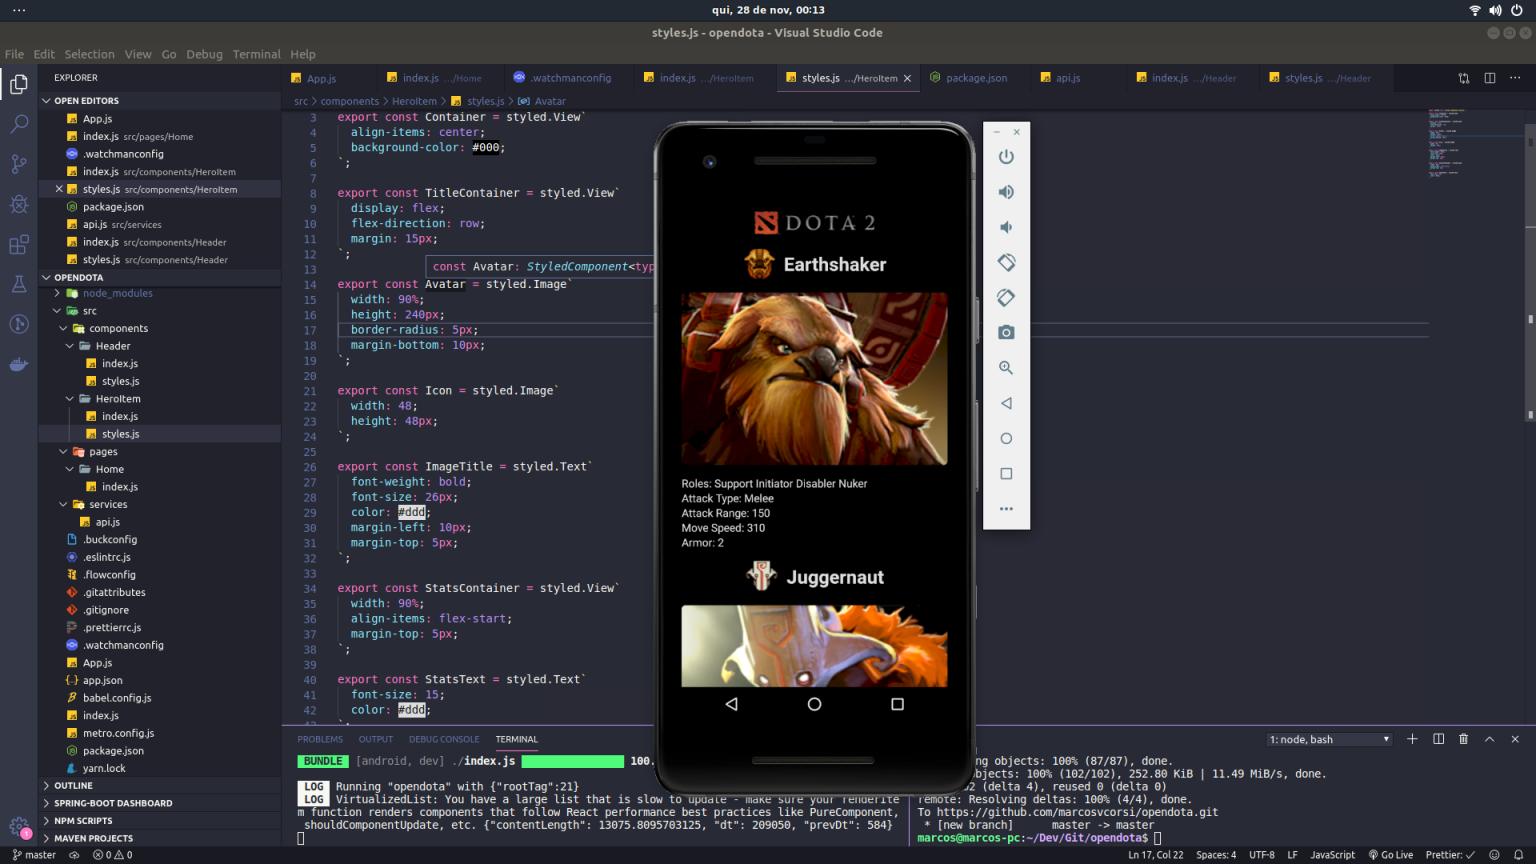 qui, 28 de nov, 00:13
styles.js - opendota - Visual Studio Code
File Edit Selection View Go Debug Terminal Help
EXPLORER
OPEN EDITORS
App.js
index.js src/pages/Home
.watchmanconfig
index.js src/components/HeroItem
styles.js src/components/HeroItem
package.json
api.js src/services
index.js src/components/Header
styles.js src/components/Header
OPENDOTA
node_modules
src
components
Header
index.js
styles.js
HeroItem
index.js
styles.js
pages
Home
index.js
services
api.js
.buckconfig
.eslintrc.js
.flowconfig
.gitattributes
.gitignore
.prettierrc.js
.watchmanconfig
App.js
app.json
babel.config.js
index.js
metro.config.js
package.json
yarn.lock
OUTLINE
SPRING-BOOT DASHBOARD
NPM SCRIPTS
MAVEN PROJECTS
1
App.js index.js .../Home .watchmanconfig index.js .../HeroItem styles.js .../HeroItem package.json api.js index.js .../Header styles.js .../Header
src > components > HeroItem > styles.js > Avatar
3 export const Container = styled.View`
4 align-items: center;
5 background-color: #000;
6 `;
7
8 export const TitleContainer = styled.View`
9 display: flex;
10 flex-direction: row;
11 margin: 15px;
12 `;
13
const Avatar: StyledComponent<typ
14 export const Avatar = styled.Image`
15 width: 90%;
16 height: 240px;
17 border-radius: 5px;
18 margin-bottom: 10px;
19 `;
20
21 export const Icon = styled.Image`
22 width: 48;
23 height: 48px;
24 `;
25
26 export const ImageTitle = styled.Text`
27 font-weight: bold;
28 font-size: 26px;
29 color: #ddd;
30 margin-left: 10px;
31 margin-top: 5px;
32 `;
33
34 export const StatsContainer = styled.View`
35 width: 90%;
36 align-items: flex-start;
37 margin-top: 5px;
38 `;
39
40 export const StatsText = styled.Text`
41 font-size: 15;
42 color: #ddd;
DOTA 2
Earthshaker
Roles: Support Initiator Disabler Nuker
Attack Type: Melee
Attack Range: 150
Move Speed: 310
Armor: 2
Juggernaut
PROBLEMS OUTPUT DEBUG CONSOLE TERMINAL
1: node, bash
BUNDLE [android, dev] ./index.js 100.
LOG Running "opendota" with {"rootTag":21}
LOG VirtualizedList: You have a large list that is slow to update - make sure your renderIte
m function renders components that follow React performance best practices like PureComponent,
shouldComponentUpdate, etc. {"contentLength": 13075.8095703125, "dt": 209050, "prevDt": 584}
ng objects: 100% (87/87), done.
objects: 100% (102/102), 252.80 KiB | 11.49 MiB/s, done.
(delta 4), reused 0 (delta 0)
remote: Resolving deltas: 100% (4/4), done.
To https://github.com/marcosvcorsi/opendota.git
* [new branch] master -> master
marcos@marcos-pc:~/Dev/Git/opendota$
master 0 0 Ln 17, Col 22 Spaces: 4 UTF-8 LF JavaScript Go Live Prettier: ✓